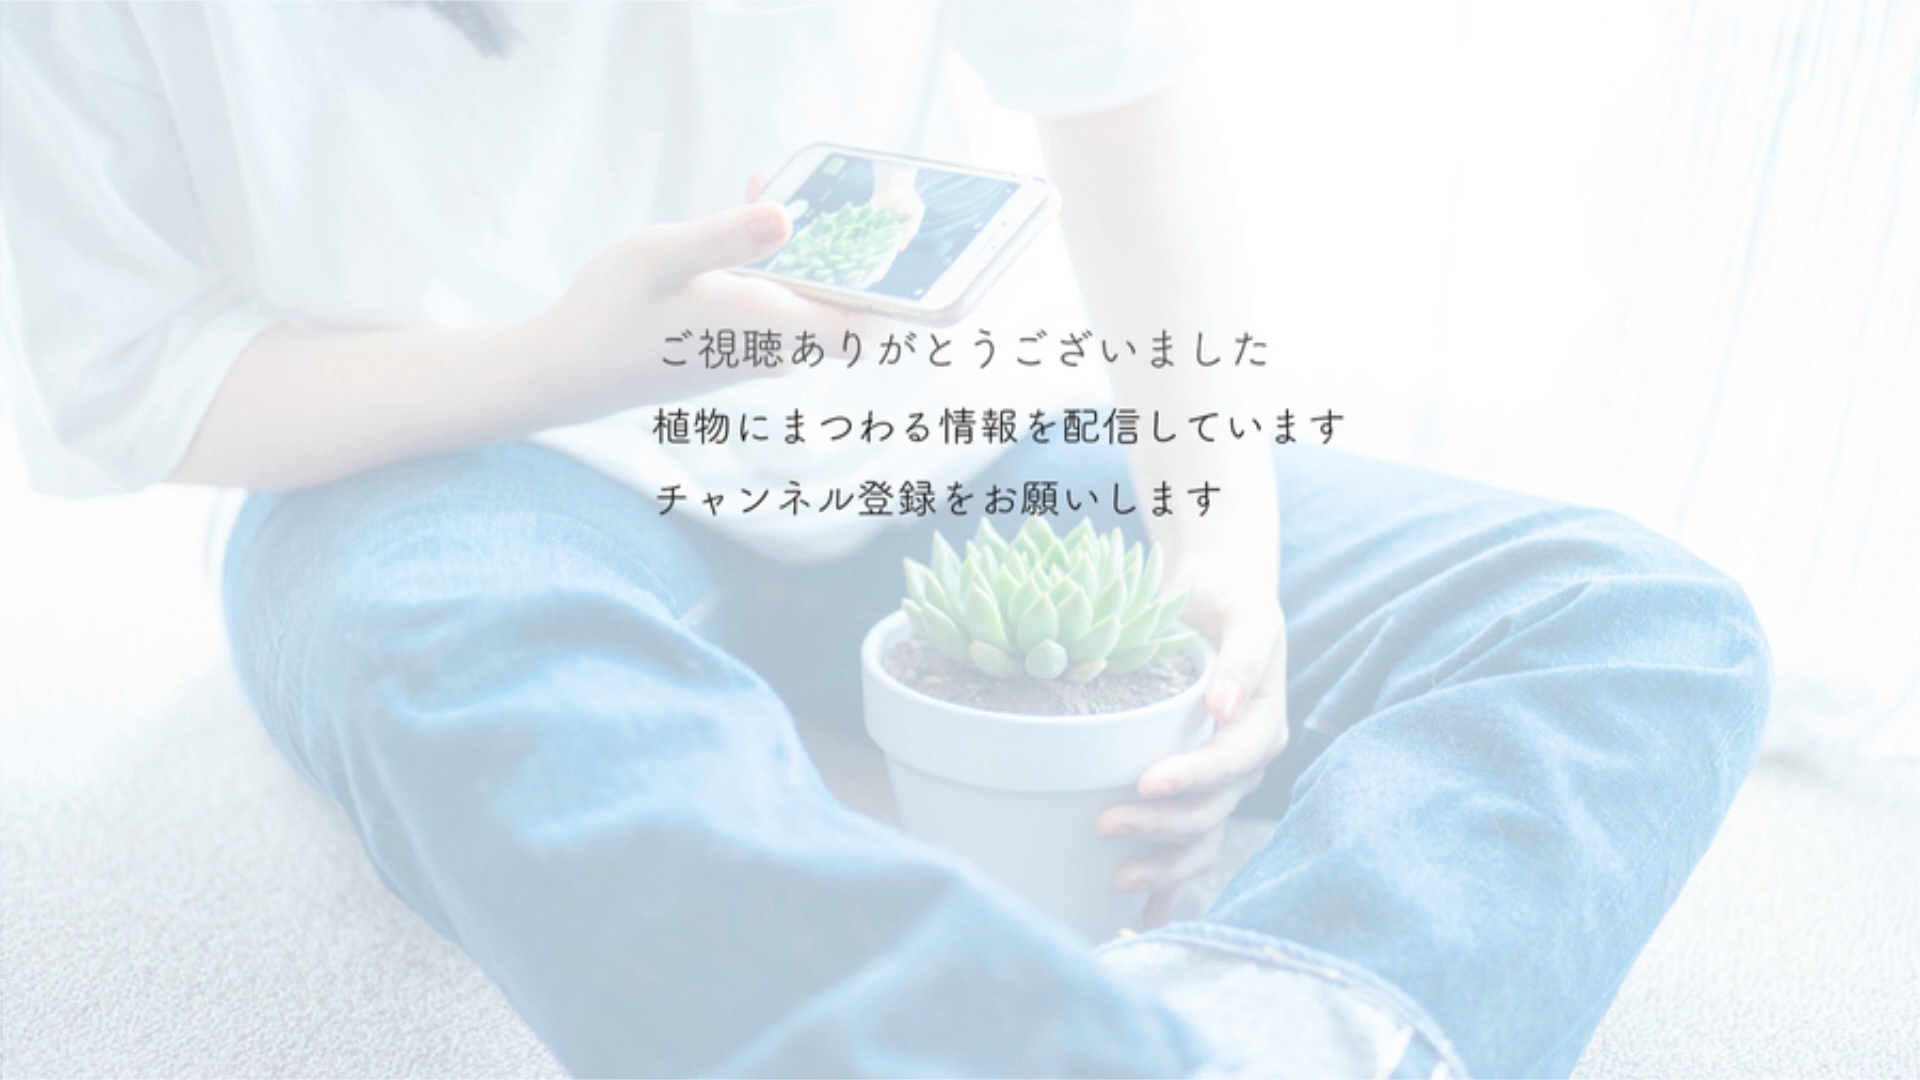 ご視聴ありがとうございました
植物にまつわる情報を配信しています
チャンネル登録をお願いします